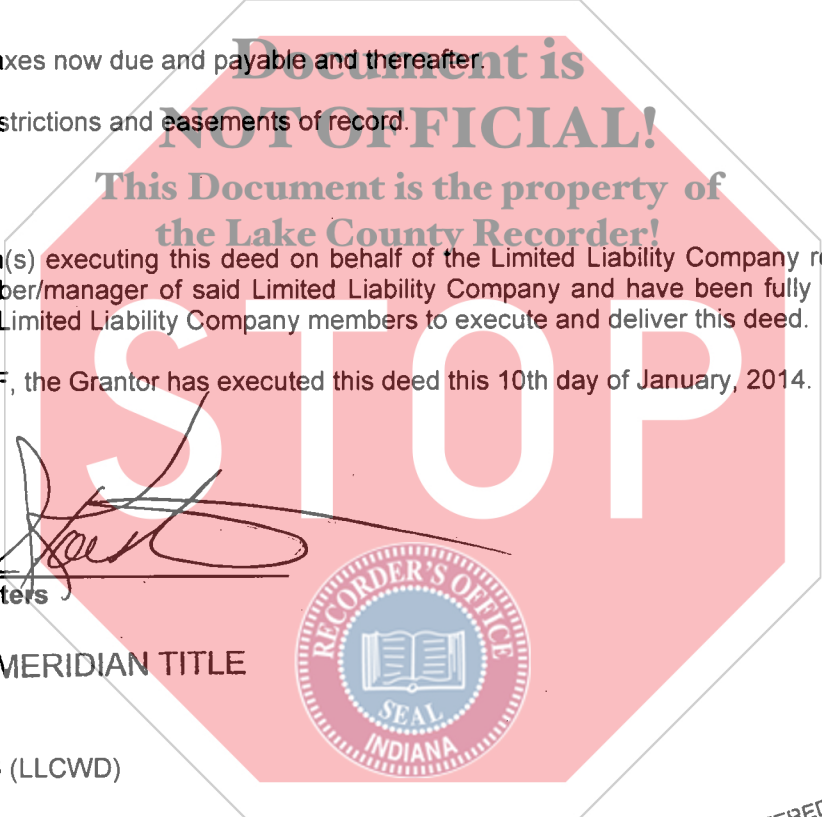 axes now due and payable and thereafter.
Document is
strictions and easements of record.
NOT OFFICIAL!
This Document is the property of
the Lake County Recorder!
(s) executing this deed on behalf of the Limited Liability Company
ber/manager of said Limited Liability Company and have been fully
Limited Liability Company members to execute and deliver this deed.
, the Grantor has executed this deed this 10th day of January, 2014.
STOP
ters
RECORDER'S OFFICE
MERIDIAN TITLE
SEAL
INDIANA
(LLCWD)